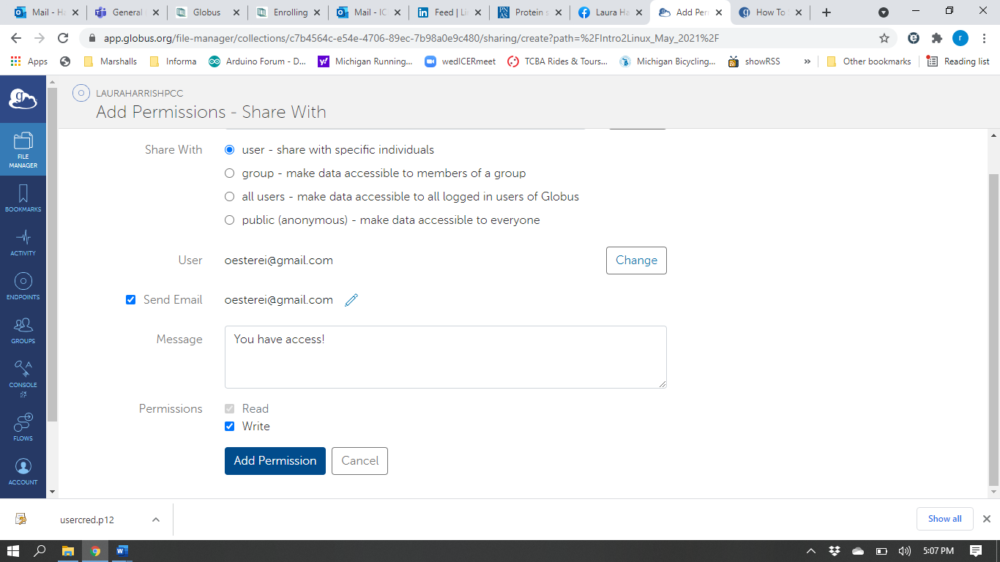 Mail - Ha
General
Globus
Enrolling
Mail - IC
Feed | Li
Protein s
Laura Ha
Add Per
How To
app.globus.org/file-manager/collections/c7b4564c-e54e-4706-89ec-7b98a0e9c480/sharing/create?path=%2FIntro2Linux_May_2021%2F
r
Apps
Marshalls
Informa
Arduino Forum - D...
Michigan Running...
wedICERmeet
TCBA Rides & Tours...
Michigan Bicycling...
showRSS
»
Other bookmarks
Reading list
LAURAHARRISHPCC
Add Permissions - Share With
FILE
MANAGER
BOOKMARKS
ACTIVITY
ENDPOINTS
GROUPS
CONSOLE
FLOWS
ACCOUNT
Share With
user - share with specific individuals
group - make data accessible to members of a group
all users - make data accessible to all logged in users of Globus
public (anonymous) - make data accessible to everyone
User
oesterei@gmail.com
Change
Send Email
oesterei@gmail.com
Message
You have access!
Permissions
Read
Write
Add Permission
Cancel
usercred.p12
Show all
5:07 PM